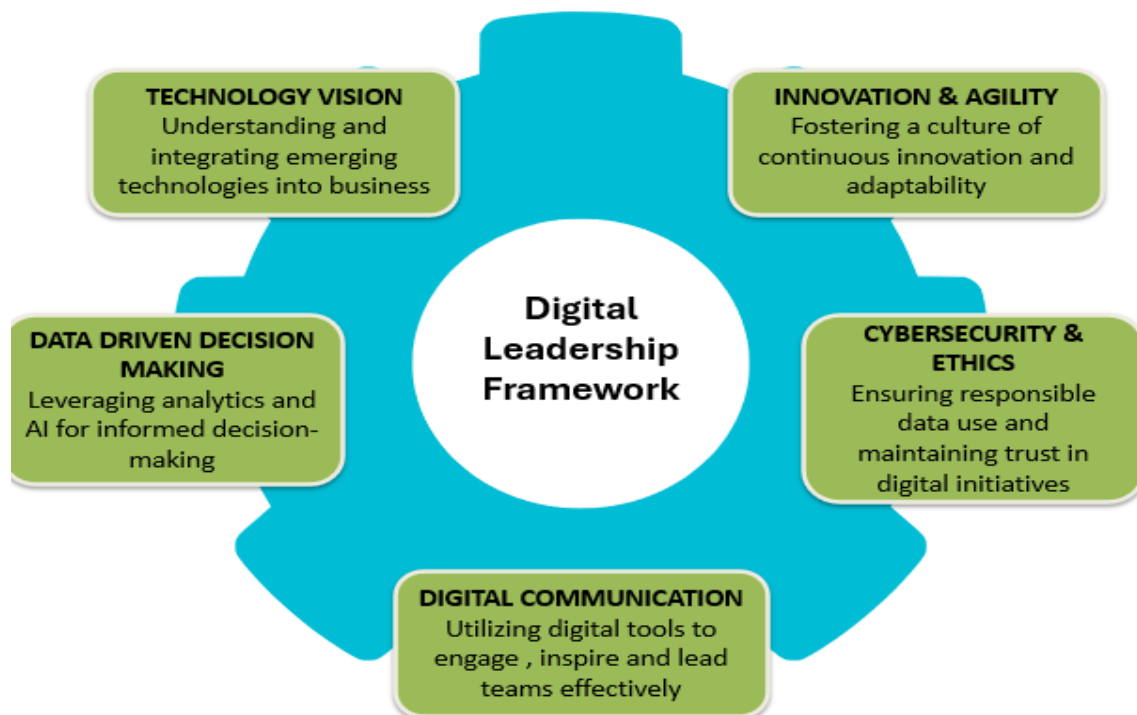 TECHNOLOGY VISION
Understanding and
integrating emerging
technologies into business
INNOVATION & AGILITY
Fostering a culture of
continuous innovation and
adaptability
Digital
Leadership
Framework
DATA DRIVEN DECISION
MAKING
Leveraging analytics and
AI for informed decision-
making
CYBERSECURITY &
ETHICS
Ensuring responsible
data use and
maintaining trust in
digital initiatives
DIGITAL COMMUNICATION
Utilizing digital tools to
engage , inspire and lead
teams effectively